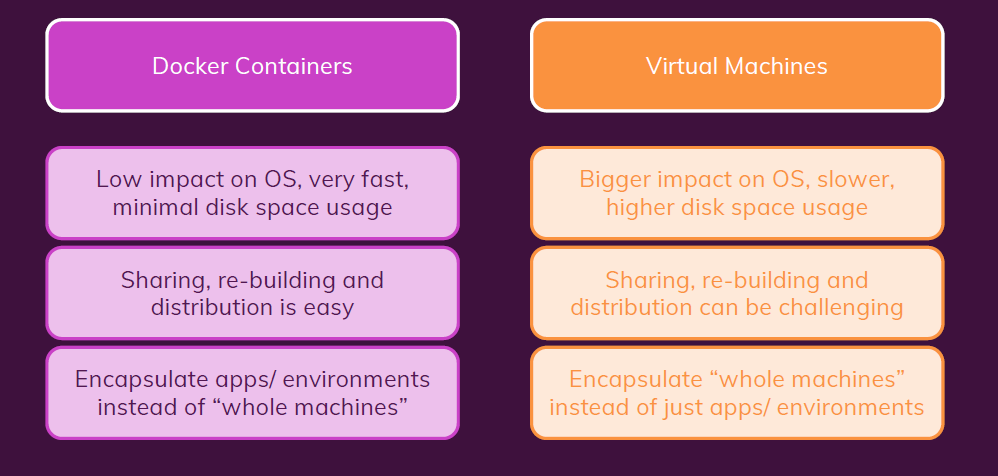 Docker Containers
Virtual Machines
Low impact on OS, very fast,
minimal disk space usage
Bigger impact on OS, slower,
higher disk space usage
Sharing, re-building and
distribution is easy
Sharing, re-building and
distribution can be challenging
Encapsulate apps/ environments
instead of “whole machines”
Encapsulate “whole machines”
instead of just apps/ environments